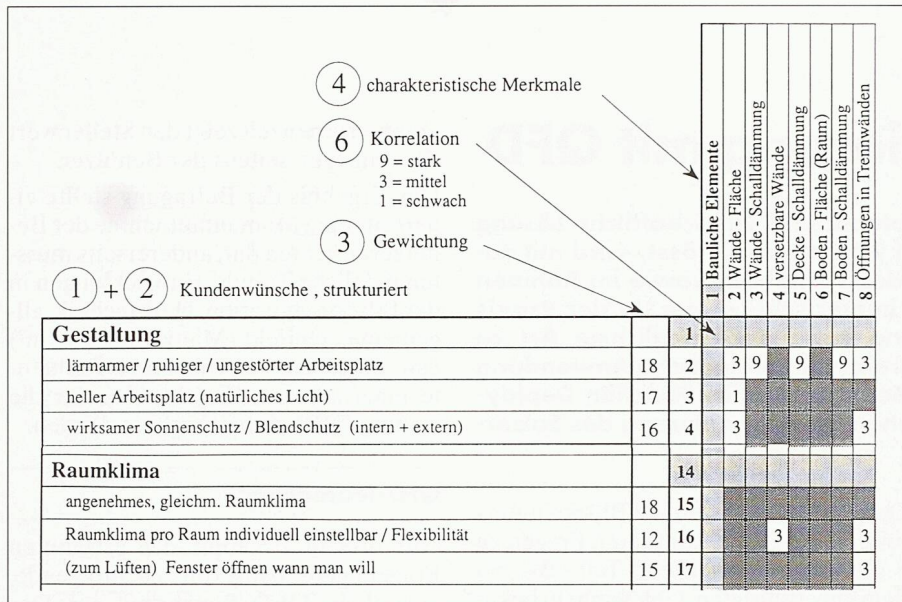 4 charakteristische Merkmale
6 Korrelation
9 = stark
3 = mittel
1 = schwach
3 Gewichtung
1 + 2 Kundenwünsche , strukturiert
1 Bauliche Elemente
2 Wände - Fläche
3 Wände - Schalldämmung
4 versetzbare Wände
5 Decke - Schalldämmung
6 Boden - Fläche (Raum)
7 Boden - Schalldämmung
8 Öffnungen in Trennwänden
Gestaltung 1
lärmarmer / ruhiger / ungestörter Arbeitsplatz 18 2 3 9 9 9 3
heller Arbeitsplatz (natürliches Licht) 17 3 1
wirksamer Sonnenschutz / Blendschutz (intern + extern) 16 4 3 3
Raumklima 14
angenehmes, gleichm. Raumklima 18 15
Raumklima pro Raum individuell einstellbar / Flexibilität 12 16 3 3
(zum Lüften) Fenster öffnen wann man will 15 17 3